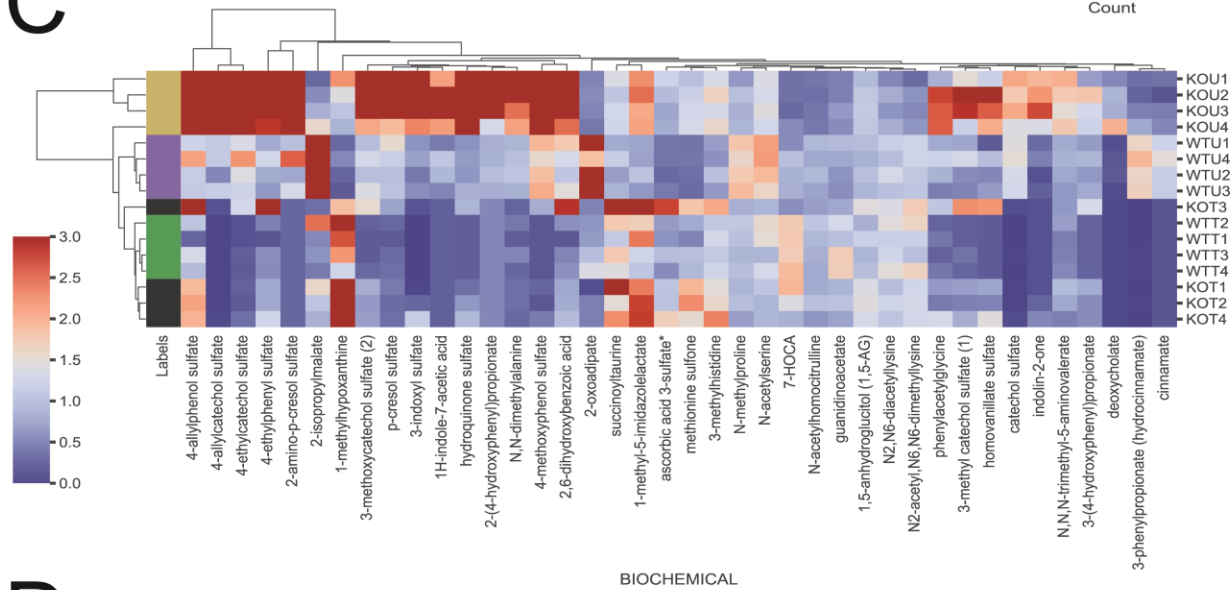 C
Count
KOU1
KOU2
KOU3
KOU4
WTU1
WTU4
WTU2
WTU3
KOT3
WTT2
WTT1
WTT3
WTT4
KOT1
KOT2
KOT4
3.0
2.5
2.0
1.5
1.0
0.5
0.0
Labels
4-allylphenol sulfate
4-allylcatechol sulfate
4-ethylcatechol sulfate
4-ethylphenyl sulfate
2-amino-p-cresol sulfate
2-isopropylmalate
1-methylhypoxanthine
3-methoxycatechol sulfate (2)
p-cresol sulfate
3-indoxyl sulfate
1H-indole-7-acetic acid
hydroquinone sulfate
2-(4-hydroxyphenyl)propionate
N,N-dimethylalanine
4-methoxyphenol sulfate
2,6-dihydroxybenzoic acid
2-oxoadipate
succinoyltaurine
1-methyl-5-imidazolelactate
ascorbic acid 3-sulfate*
methionine sulfone
3-methylhistidine
N-methylproline
N-acetylserine
7-HOCA
N-acetylhomocitrulline
guanidinoacetate
1,5-anhydroglucitol (1,5-AG)
N2,N6-diacetyllysine
N2-acetyl,N6,N6-dimethyllysine
phenylacetylglycine
3-methyl catechol sulfate (1)
homovanillate sulfate
catechol sulfate
indolin-2-one
N,N,N-trimethyl-5-aminovalerate
3-(4-hydroxyphenyl)propionate
deoxycholate
3-phenylpropionate (hydrocinnamate)
cinnamate
BIOCHEMICAL